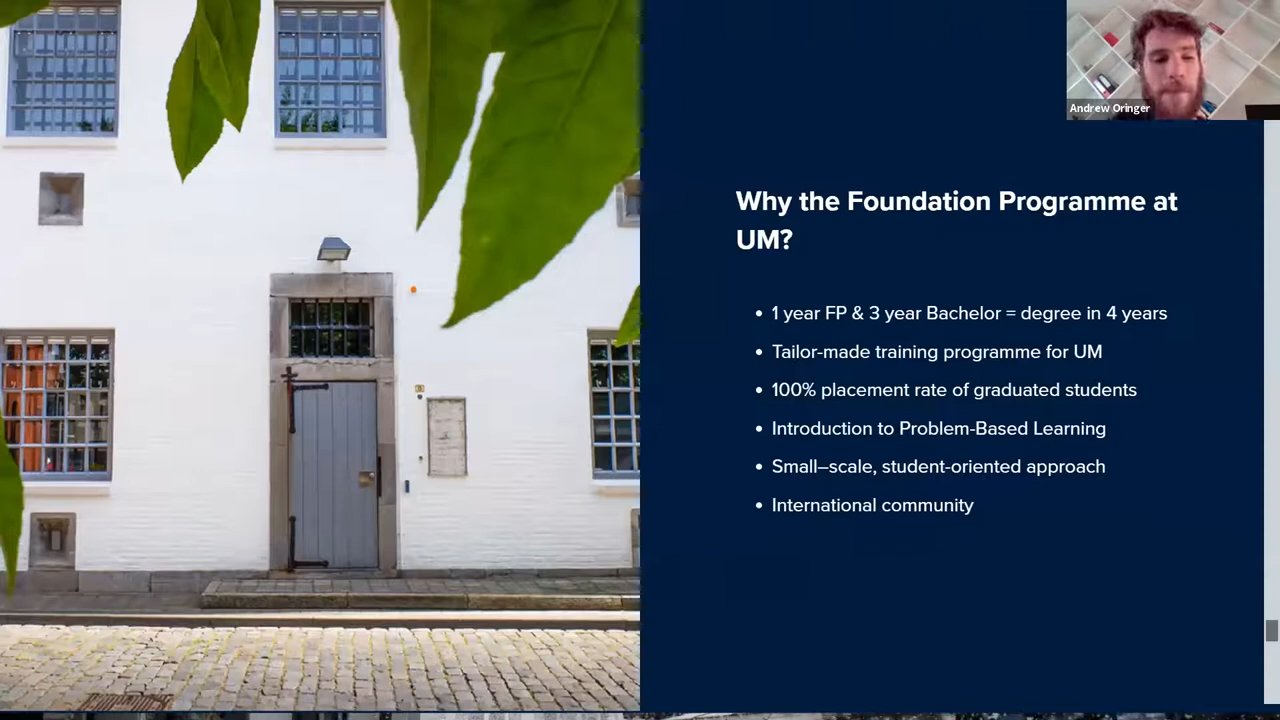 Andrew Oringer
Why the Foundation Programme at
UM?
• 1 year FP & 3 year Bachelor = degree in 4 years
• Tailor-made training programme for UM
• 100% placement rate of graduated students
• Introduction to Problem-Based Learning
• Small–scale, student-oriented approach
• International community